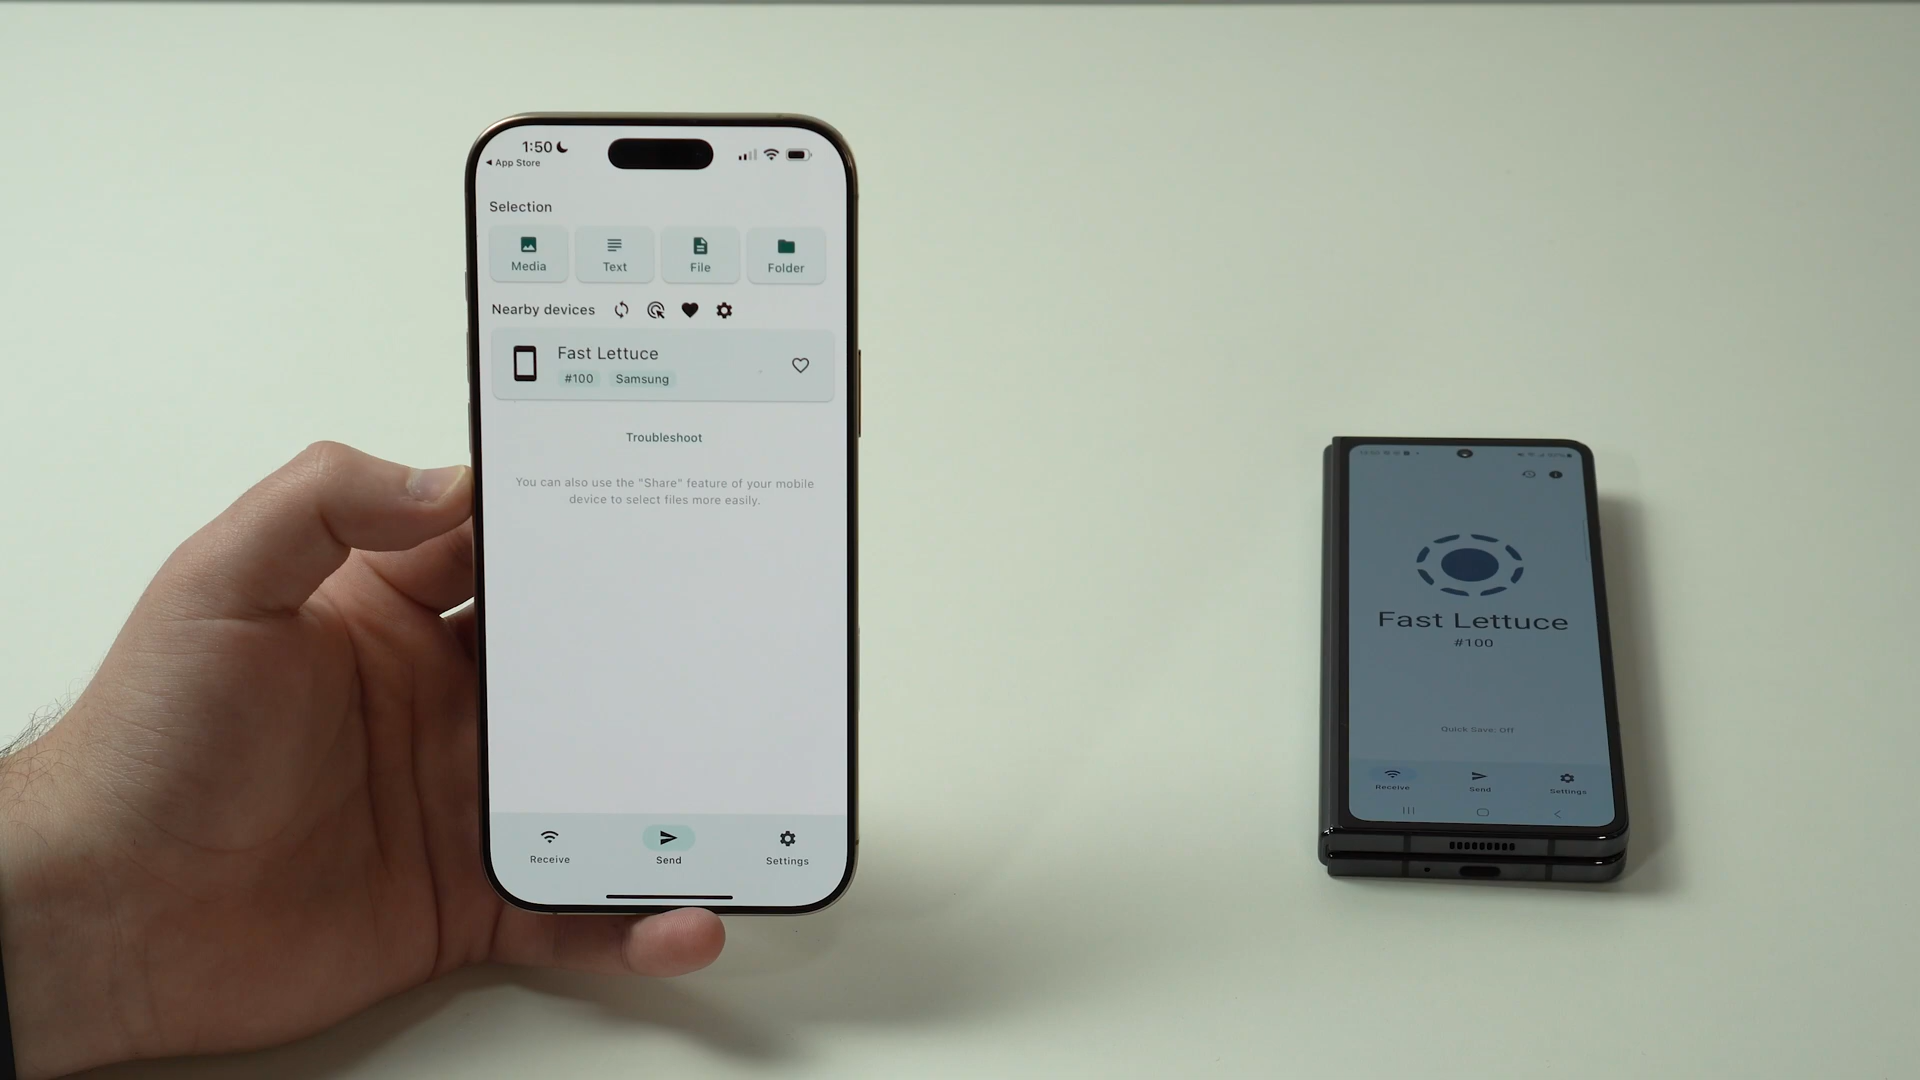 1:50
◀ App Store
Selection
Media
Text
File
Folder
Nearby devices
Fast Lettuce
#100
Samsung
Troubleshoot
You can also use the "Share" feature of your mobile
device to select files more easily.
Receive
Send
Settings
Fast Lettuce
#100
Quick Save: Off
Receive
Send
Settings